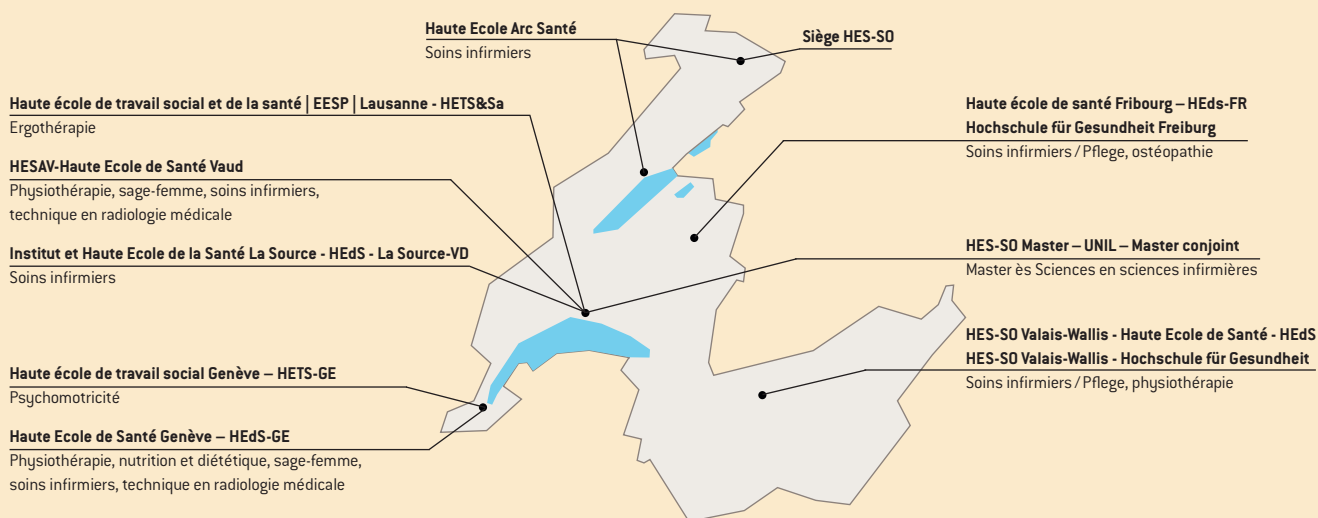 Haute Ecole Arc Santé
Soins infirmiers
Siège HES-SO
Haute école de travail social et de la santé | EESP | Lausanne - HETS&Sa
Ergothérapie
HESAV-Haute Ecole de Santé Vaud
Physiothérapie, sage-femme, soins infirmiers,
technique en radiologie médicale
Institut et Haute Ecole de la Santé La Source - HEdS - La Source-VD
Soins infirmiers
Haute école de travail social Genève – HETS-GE
Psychomotricité
Haute Ecole de Santé Genève – HEdS-GE
Physiothérapie, nutrition et diététique, sage-femme,
soins infirmiers, technique en radiologie médicale
Haute école de santé Fribourg – HEds-FR
Hochschule für Gesundheit Freiburg
Soins infirmiers / Pflege, ostéopathie
HES-SO Master – UNIL – Master conjoint
Master ès Sciences en sciences infirmières
HES-SO Valais-Wallis - Haute Ecole de Santé - HEdS
HES-SO Valais-Wallis - Hochschule für Gesundheit
Soins infirmiers / Pflege, physiothérapie